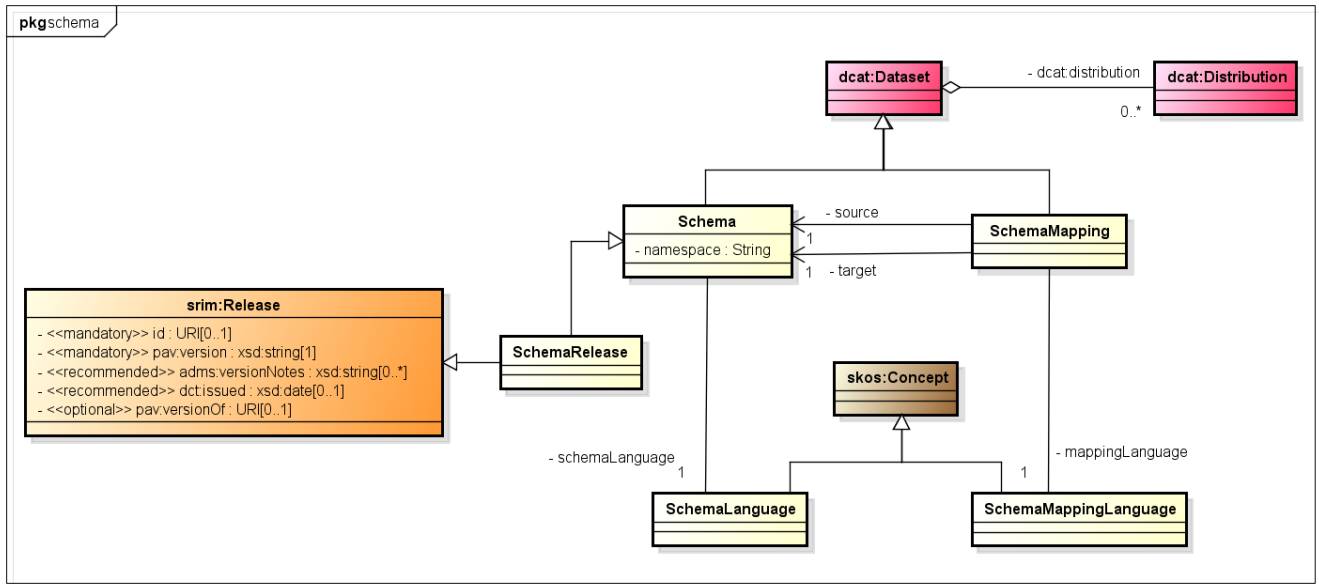 pkg schema
dcat:Dataset
- dcat:distribution
0..*
dcat:Distribution
Schema
- namespace : String
- source
1
1
- target
SchemaMapping
srim:Release
- <<mandatory>> id : URI[0..1]
- <<mandatory>> pav:version : xsd:string[1]
- <<recommended>> adms:versionNotes : xsd:string[0..*]
- <<recommended>> dct:issued : xsd:date[0..1]
- <<optional>> pav:versionOf : URI[0..1]
SchemaRelease
skos:Concept
- schemaLanguage
1
- mappingLanguage
1
SchemaLanguage
SchemaMappingLanguage